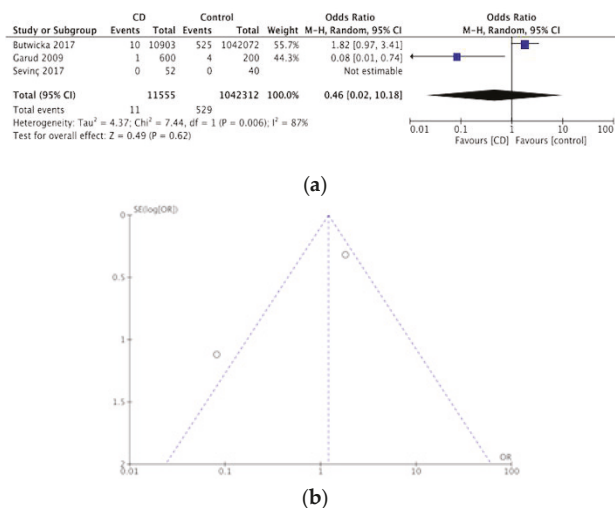 CD Control Odds Ratio Odds Ratio
Study or Subgroup Events Total Events Total Weight M-H, Random, 95% CI M-H, Random, 95% CI
Butwicka 2017 10 10903 525 1042072 55.7% 1.82 [0.97, 3.41]
Garud 2009 1 600 4 200 44.3% 0.08 [0.01, 0.74]
Sevinç 2017 0 52 0 40 Not estimable
Total (95% CI) 11555 1042312 100.0% 0.46 [0.02, 10.18]
Total events 11 529
Heterogeneity: Tau² = 4.37; Chi² = 7.44, df = 1 (P = 0.006); I² = 87%
Test for overall effect: Z = 0.49 (P = 0.62)
0.01 0.1 1 10 100
Favours [CD] Favours [control]
(a)
SE(log[OR])
0
0.5
1
1.5
2
OR
0.01 0.1 1 10 100
(b)